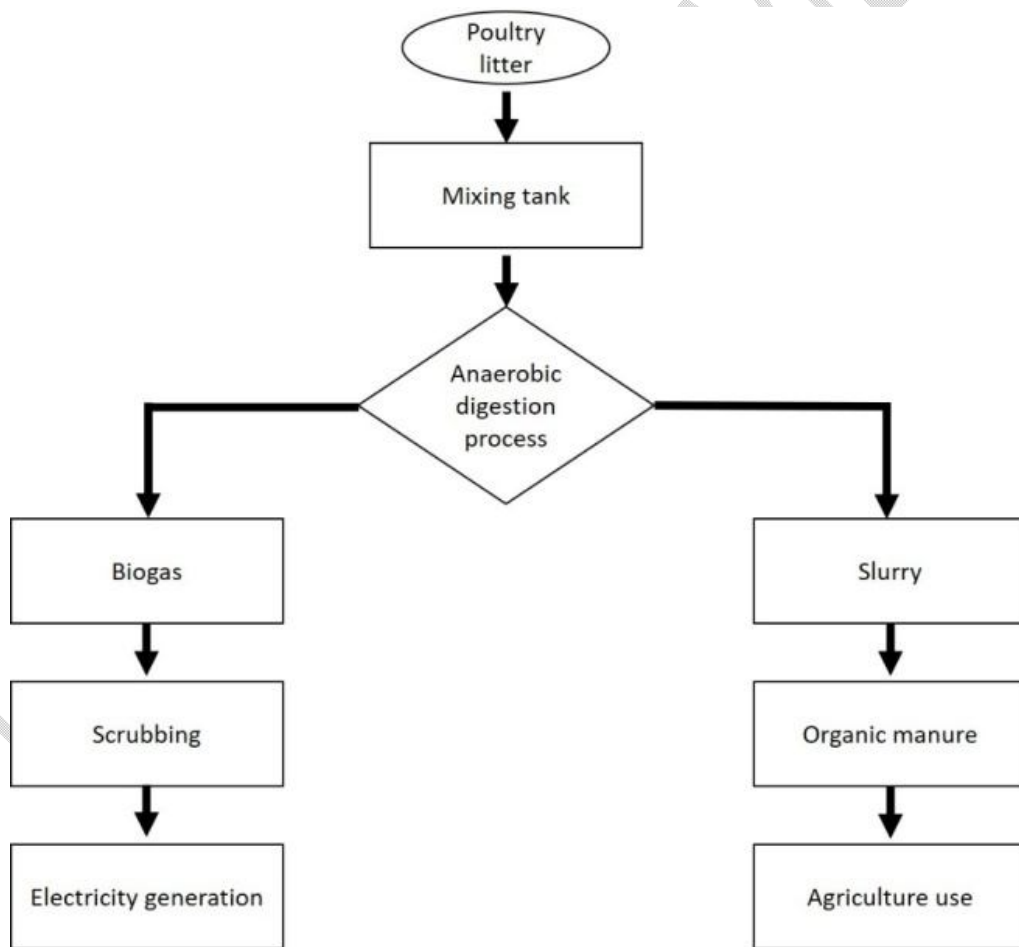 Poultry
litter
Mixing tank
Anaerobic
digestion
process
Biogas
Slurry
Scrubbing
Organic manure
Electricity generation
Agriculture use